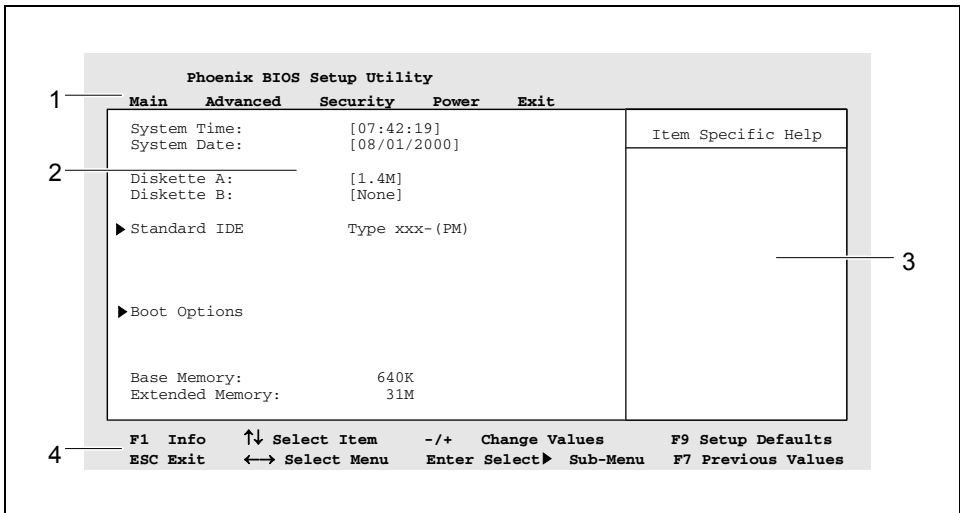 Phoenix BIOS Setup Utility
1
Main Advanced Security Power Exit
System Time: [07:42:19]
System Date: [08/01/2000]
Item Specific Help
2
Diskette A: [1.4M]
Diskette B: [None]
▶Standard IDE Type xxx-(PM)
3
▶Boot Options
Base Memory: 640K
Extended Memory: 31M
4
F1 Info ↑↓ Select Item -/+ Change Values F9 Setup Defaults
ESC Exit ←→ Select Menu Enter Select▶ Sub-Menu F7 Previous Values